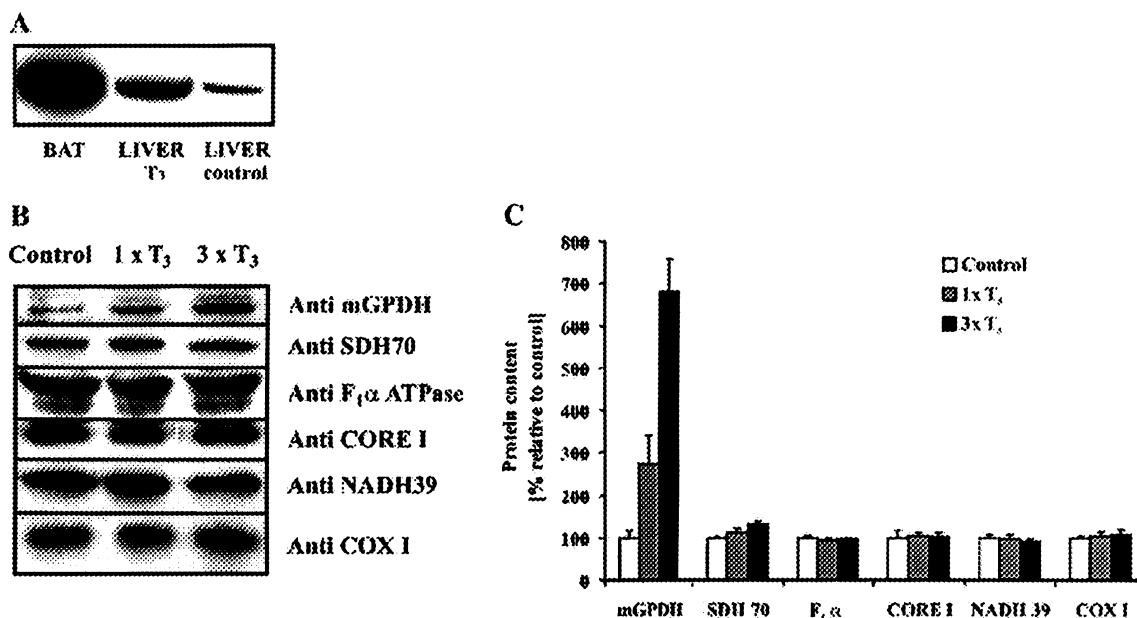 A
BAT LIVER T3 LIVER control
B
Control 1 x T3 3 x T3
Anti mGPDH
Anti SDH70
Anti F1α ATPase
Anti CORE I
Anti NADH39
Anti COX I
C
Protein content
[% relative to control]
800
700
600
500
400
300
200
100
0
Control
1x T3
3x T3
mGPDH SDH 70 F1 α CORE I NADH 39 COX I